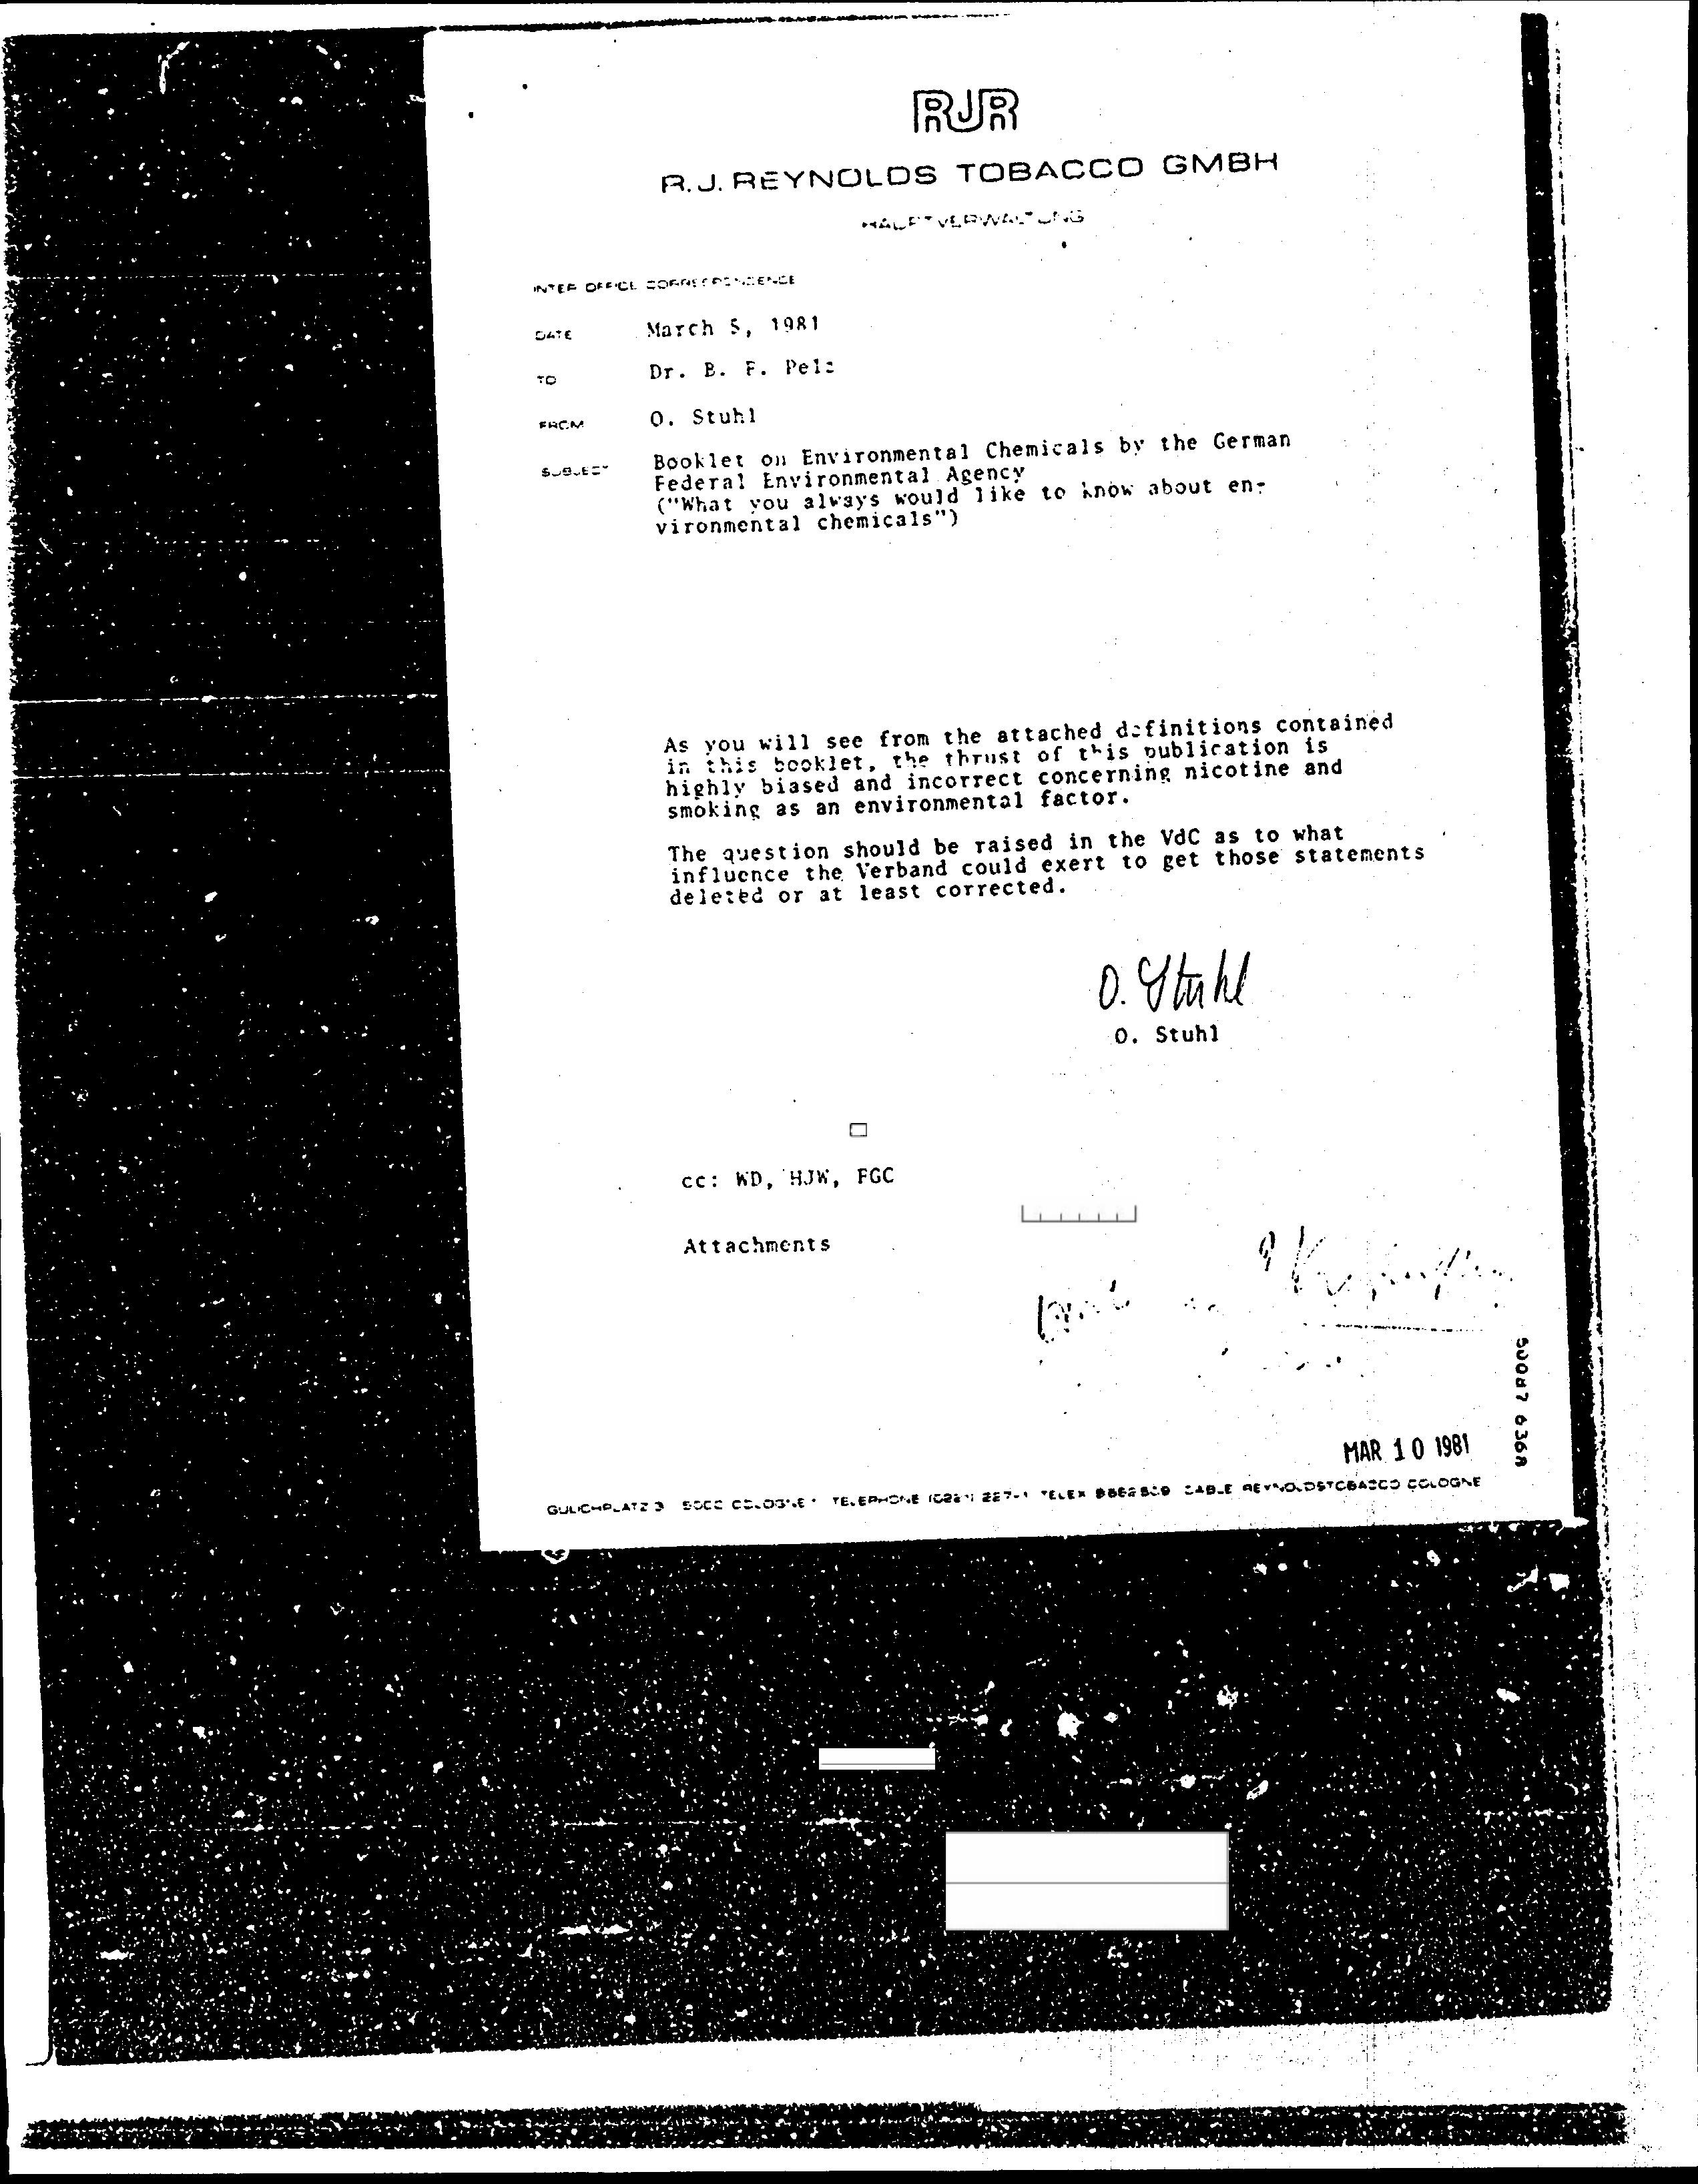 RJR
R.J. REYNOLDS TOBACCO GMBH
HAUPTVERWALTUNG
INTER OFFICE CORRESPONDENCE
DATE March 5, 1981
TO Dr. B. F. Pelz
FROM O. Stuhl
SUBJECT Booklet on Environmental Chemicals by the German
Federal Environmental Agency
("What you always would like to know about en-
vironmental chemicals")
As you will see from the attached definitions contained
in this booklet, the thrust of this publication is
highly biased and incorrect concerning nicotine and
smoking as an environmental factor.
The question should be raised in the VdC as to what
influence the Verband could exert to get those statements
deleted or at least corrected.
O. Stuhl
O. Stuhl
cc: WD, HJW, FGC
Attachments
50087 6368
MAR 10 1981
GULICHPLATZ 3 5000 COLOGNE 1 TELEPHONE (0221) 227-1 TELEX CABLE REYNOLDSTOBACCO COLOGNE